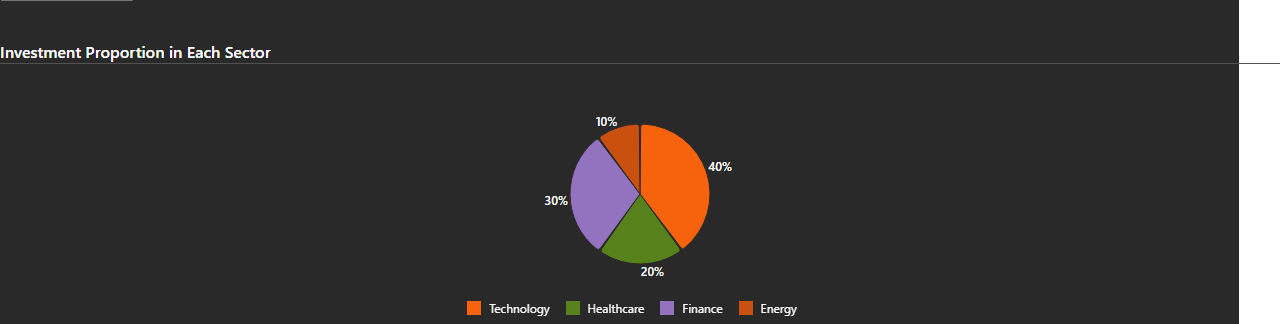 Investment Proportion in Each Sector
10%
40%
30%
20%
Technology Healthcare Finance Energy